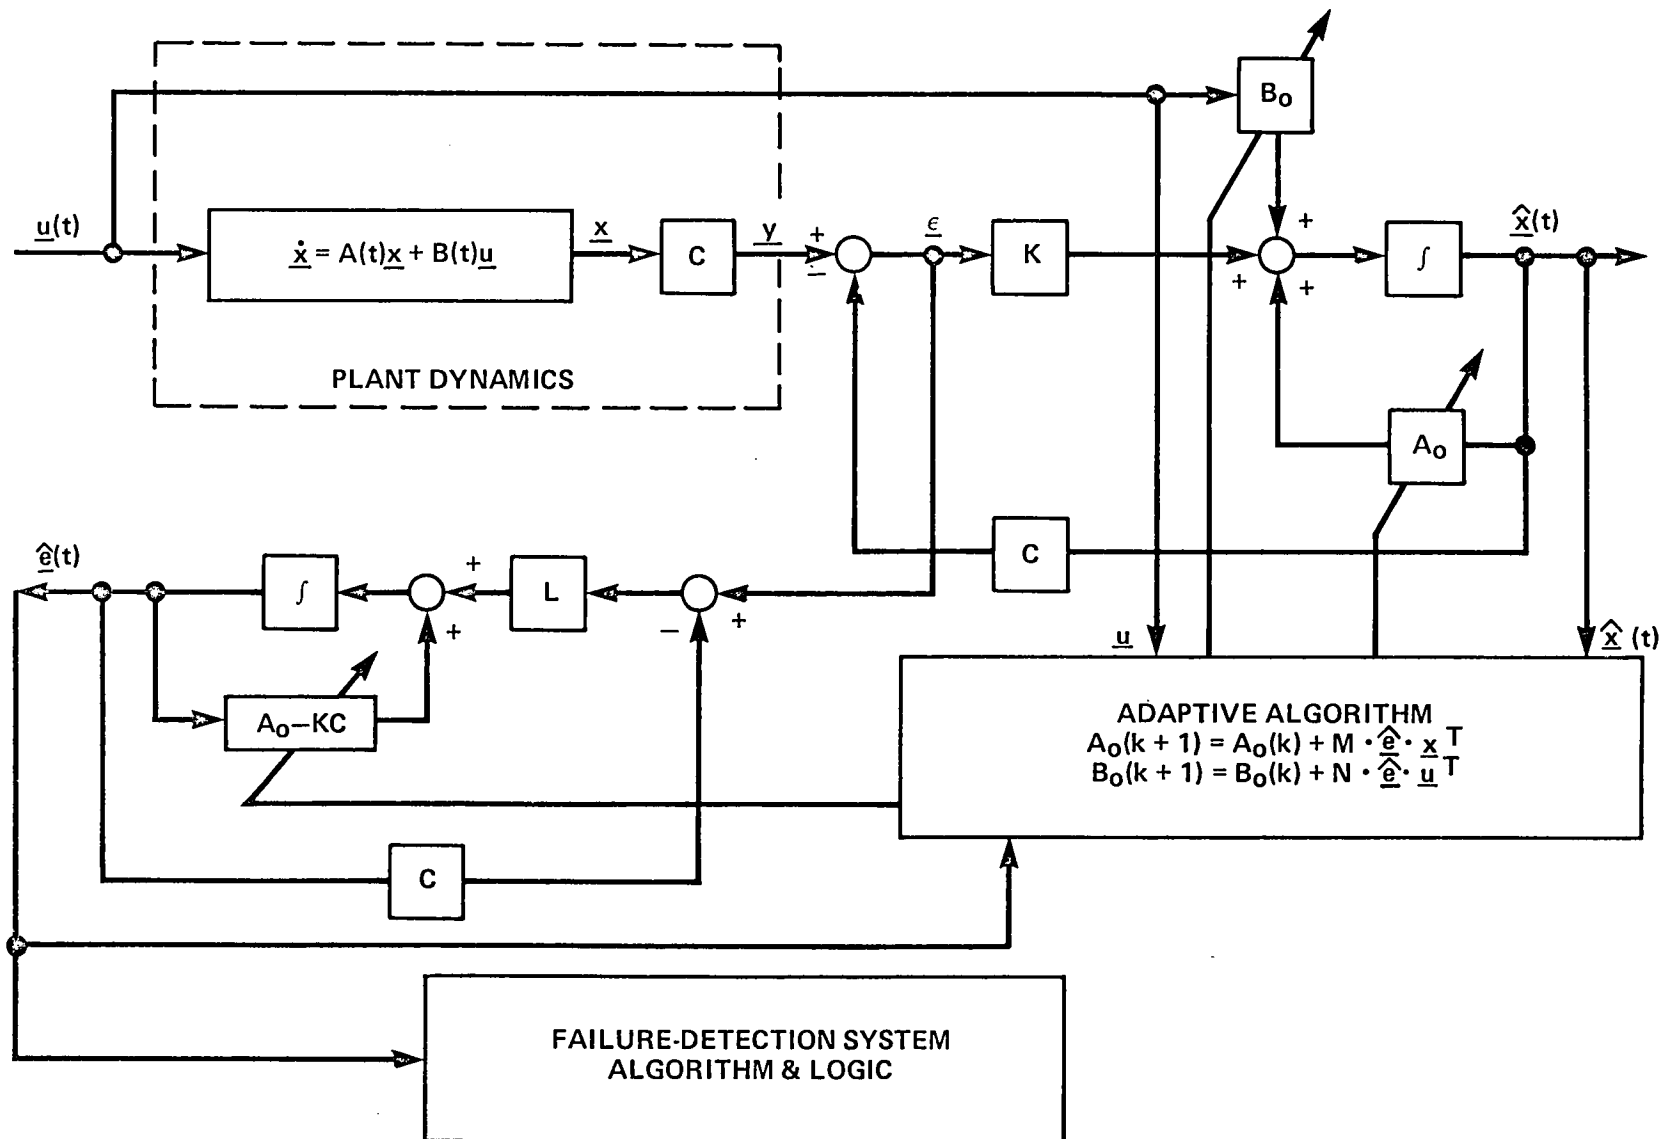 B₀
u(t)
ẋ = A(t)x + B(t)u
x
C
y
+
−
ϵ
K
+
+
+
∫
x̂(t)
PLANT DYNAMICS
A₀
C
ê(t)
∫
+
+
L
−
+
u
x̂ (t)
A₀−KC
ADAPTIVE ALGORITHM
A₀(k + 1) = A₀(k) + M · ê · x T
B₀(k + 1) = B₀(k) + N · ê · u T
C
FAILURE-DETECTION SYSTEM
ALGORITHM & LOGIC